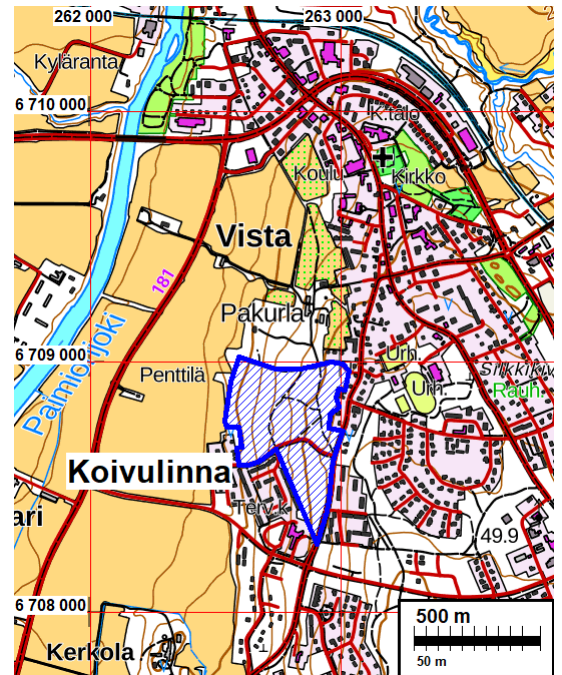 262 000
263 000
Kyläranta
6 710 000
K.talo
Koulu
Kirkko
Vista
181
Pakurla
Paimionjoki
6 709 000
Penttilä
Urh.
Urh.
Rauh.
Koivulinna
Terv.k
ari
49.9
6 708 000
500 m
50 m
Kerkola